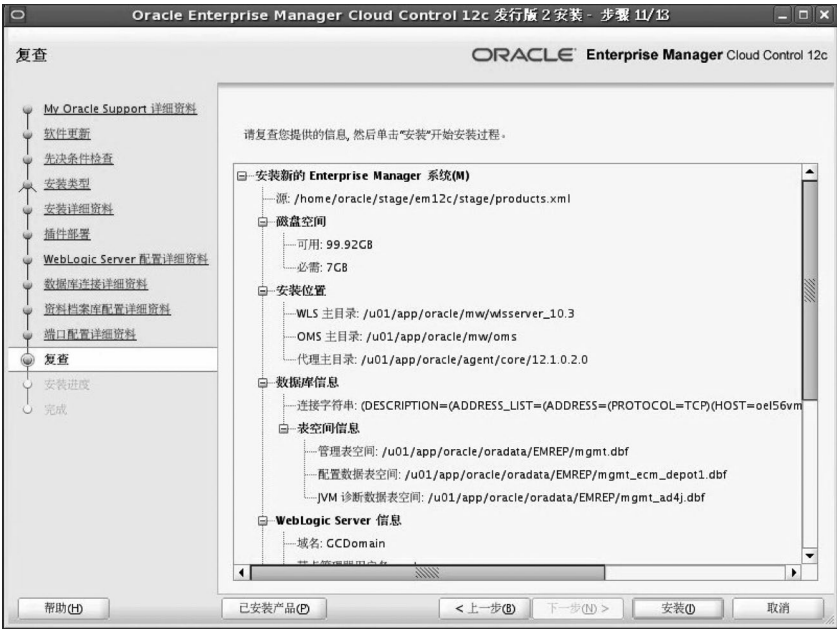 Oracle Enterprise Manager Cloud Control 12c 发行版 2 安装 - 步骤 11/13
复查
ORACLE Enterprise Manager Cloud Control 12c
My Oracle Support 详细资料
软件更新
先决条件检查
安装类型
安装详细资料
插件部署
WebLogic Server 配置详细资料
数据库连接详细资料
资料档案库配置详细资料
端口配置详细资料
复查
安装进度
完成
请复查您提供的信息, 然后单击"安装"开始安装过程。
安装新的 Enterprise Manager 系统(M)
源: /home/oracle/stage/em12c/stage/products.xml
磁盘空间
可用: 99.92GB
必需: 7GB
安装位置
WLS 主目录: /u01/app/oracle/mw/wlsserver_10.3
OMS 主目录: /u01/app/oracle/mw/oms
代理主目录: /u01/app/oracle/agent/core/12.1.0.2.0
数据库信息
连接字符串: (DESCRIPTION=(ADDRESS_LIST=(ADDRESS=(PROTOCOL=TCP)(HOST=oel56vm
表空间信息
管理表空间: /u01/app/oracle/oradata/EMREP/mgmt.dbf
配置数据表空间: /u01/app/oracle/oradata/EMREP/mgmt_ecm_depot1.dbf
JVM 诊断数据表空间: /u01/app/oracle/oradata/EMREP/mgmt_ad4j.dbf
WebLogic Server 信息
域名: GCDomain
帮助(H)
已安装产品(P)
< 上一步(B)
下一步(N) >
安装(I)
取消